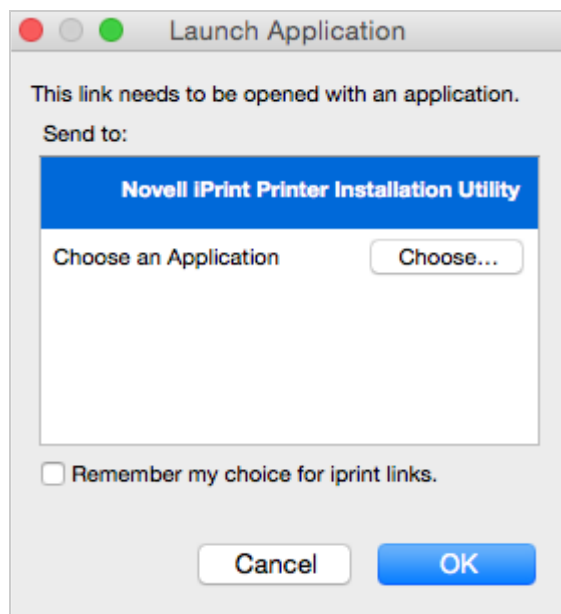 Launch Application
This link needs to be opened with an application.
Send to:
Novell iPrint Printer Installation Utility
Choose an Application Choose...
Remember my choice for iprint links.
Cancel OK